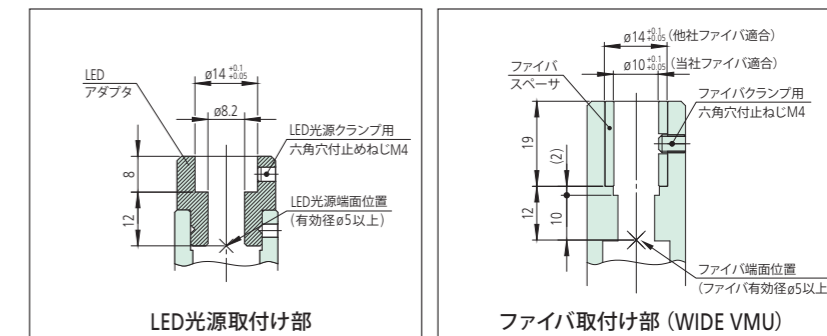 LED
アダプタ
ø14 +0.1 +0.05
ø8.2
LED光源クランプ用
六角穴付止めねじM4
8
12
LED光源端面位置
(有効径ø5以上)
LED光源取付け部
ø14 +0.1 +0.05 (他社ファイバ適合)
ø10 +0.1 +0.05 (当社ファイバ適合)
ファイバ
スペーサ
ファイバクランプ用
六角穴付止ねじM4
19
(2)
12
10
ファイバ端面位置
(ファイバ有効径ø5以上
ファイバ取付け部 (WIDE VMU)